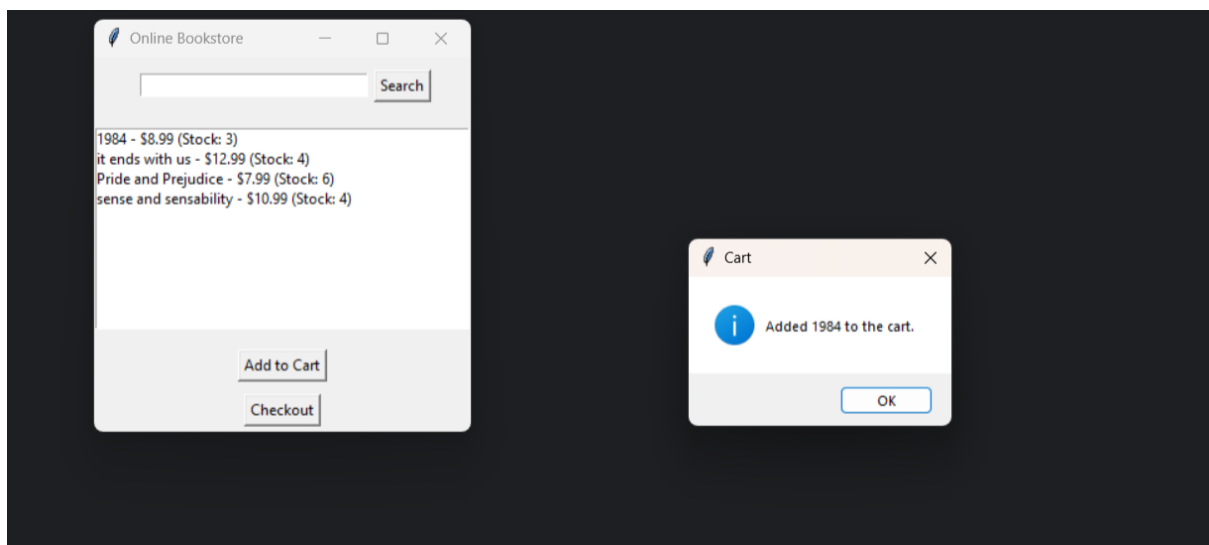 Online Bookstore
Search
1984 - $8.99 (Stock: 3)
it ends with us - $12.99 (Stock: 4)
Pride and Prejudice - $7.99 (Stock: 6)
sense and sensability - $10.99 (Stock: 4)
Add to Cart
Checkout
Cart
Added 1984 to the cart.
OK